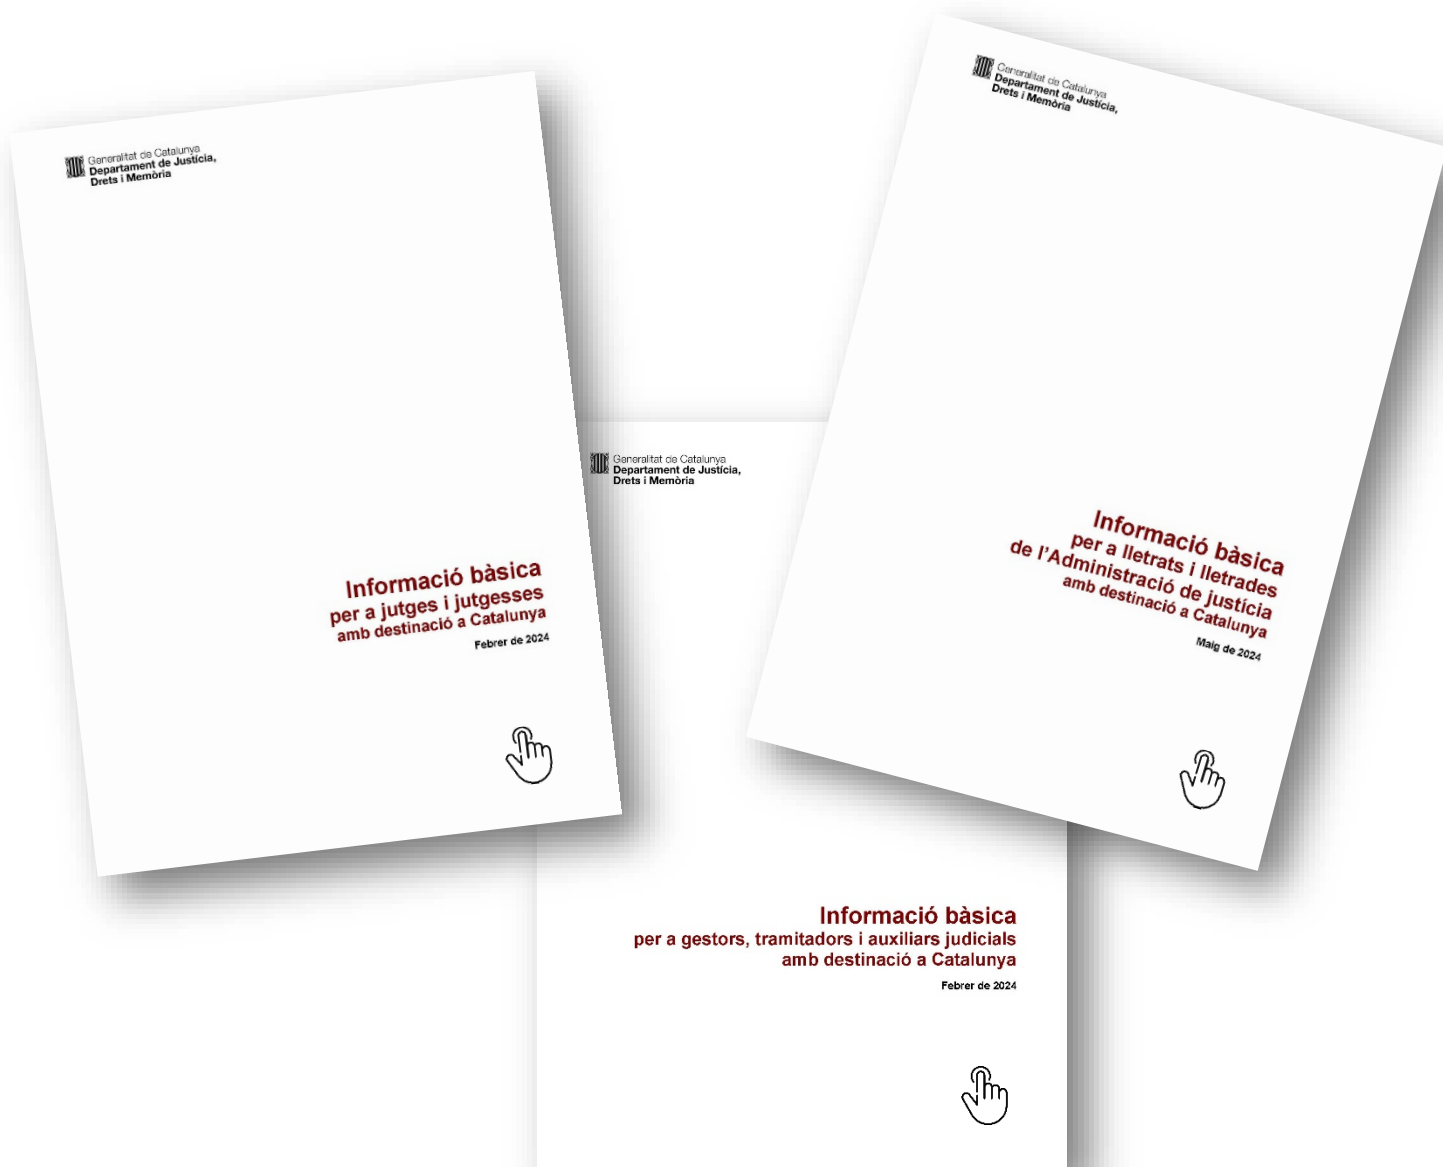 Generalitat de Catalunya
Departament de Justícia,
Drets i Memòria
Informació bàsica
per a jutges i jutgesses
amb destinació a Catalunya
Febrer de 2024
Generalitat de Catalunya
Departament de Justícia,
Drets i Memòria
Informació bàsica
per a lletrats i lletrades
de l'Administració de justícia
amb destinació a Catalunya
Maig de 2024
Generalitat de Catalunya
Departament de Justícia,
Drets i Memòria
Informació bàsica
per a gestors, tramitadors i auxiliars judicials
amb destinació a Catalunya
Febrer de 2024